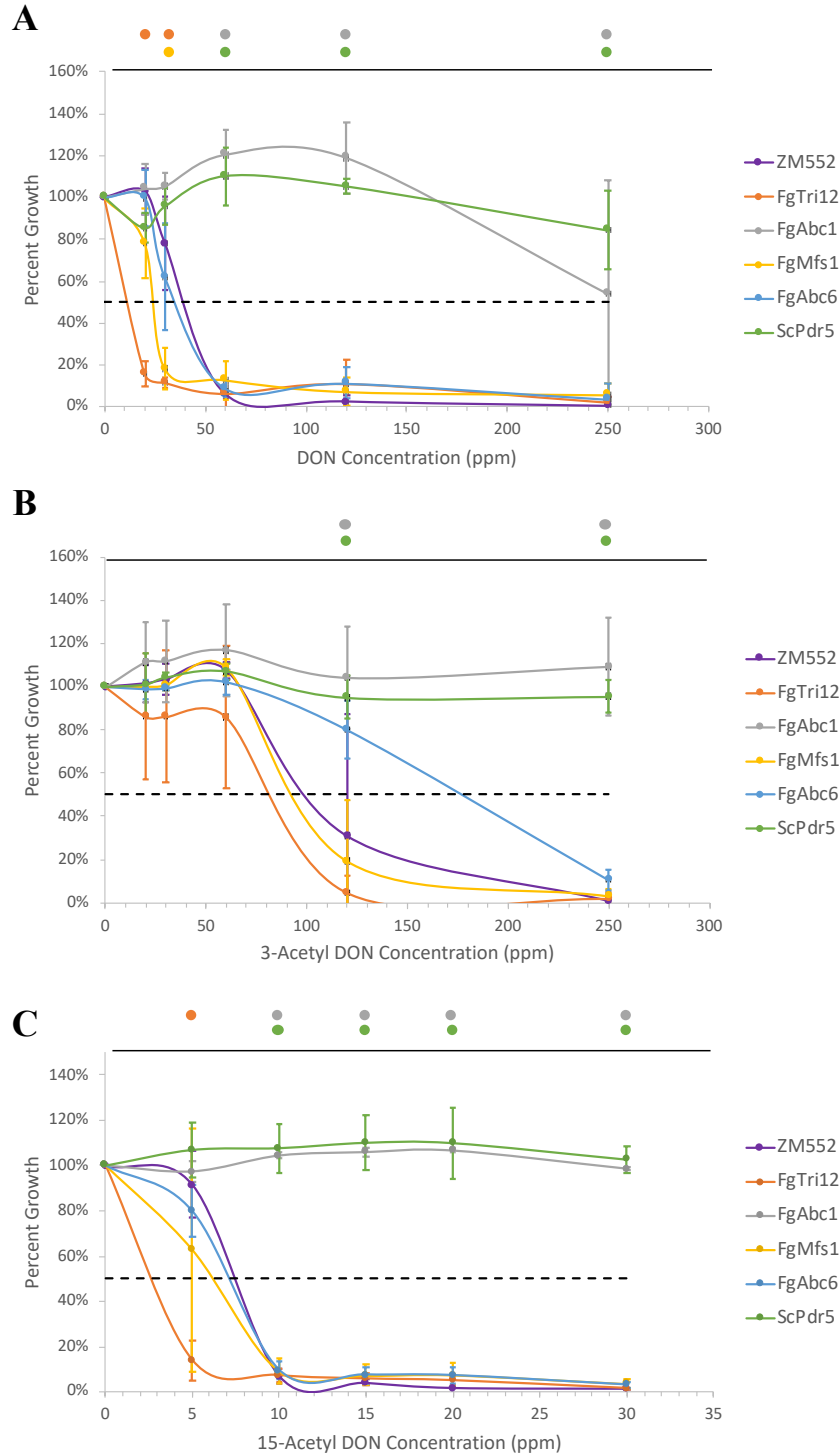 A
160%
140%
120%
100%
80%
60%
40%
20%
0%
Percent Growth
0 50 100 150 200 250 300
DON Concentration (ppm)
ZM552
FgTri12
FgAbc1
FgMfs1
FgAbc6
ScPdr5
B
160%
140%
120%
100%
80%
60%
40%
20%
0%
Percent Growth
0 50 100 150 200 250 300
3-Acetyl DON Concentration (ppm)
ZM552
FgTri12
FgAbc1
FgMfs1
FgAbc6
ScPdr5
C
140%
120%
100%
80%
60%
40%
20%
0%
Percent Growth
0 5 10 15 20 25 30 35
15-Acetyl DON Concentration (ppm)
ZM552
FgTri12
FgAbc1
FgMfs1
FgAbc6
ScPdr5